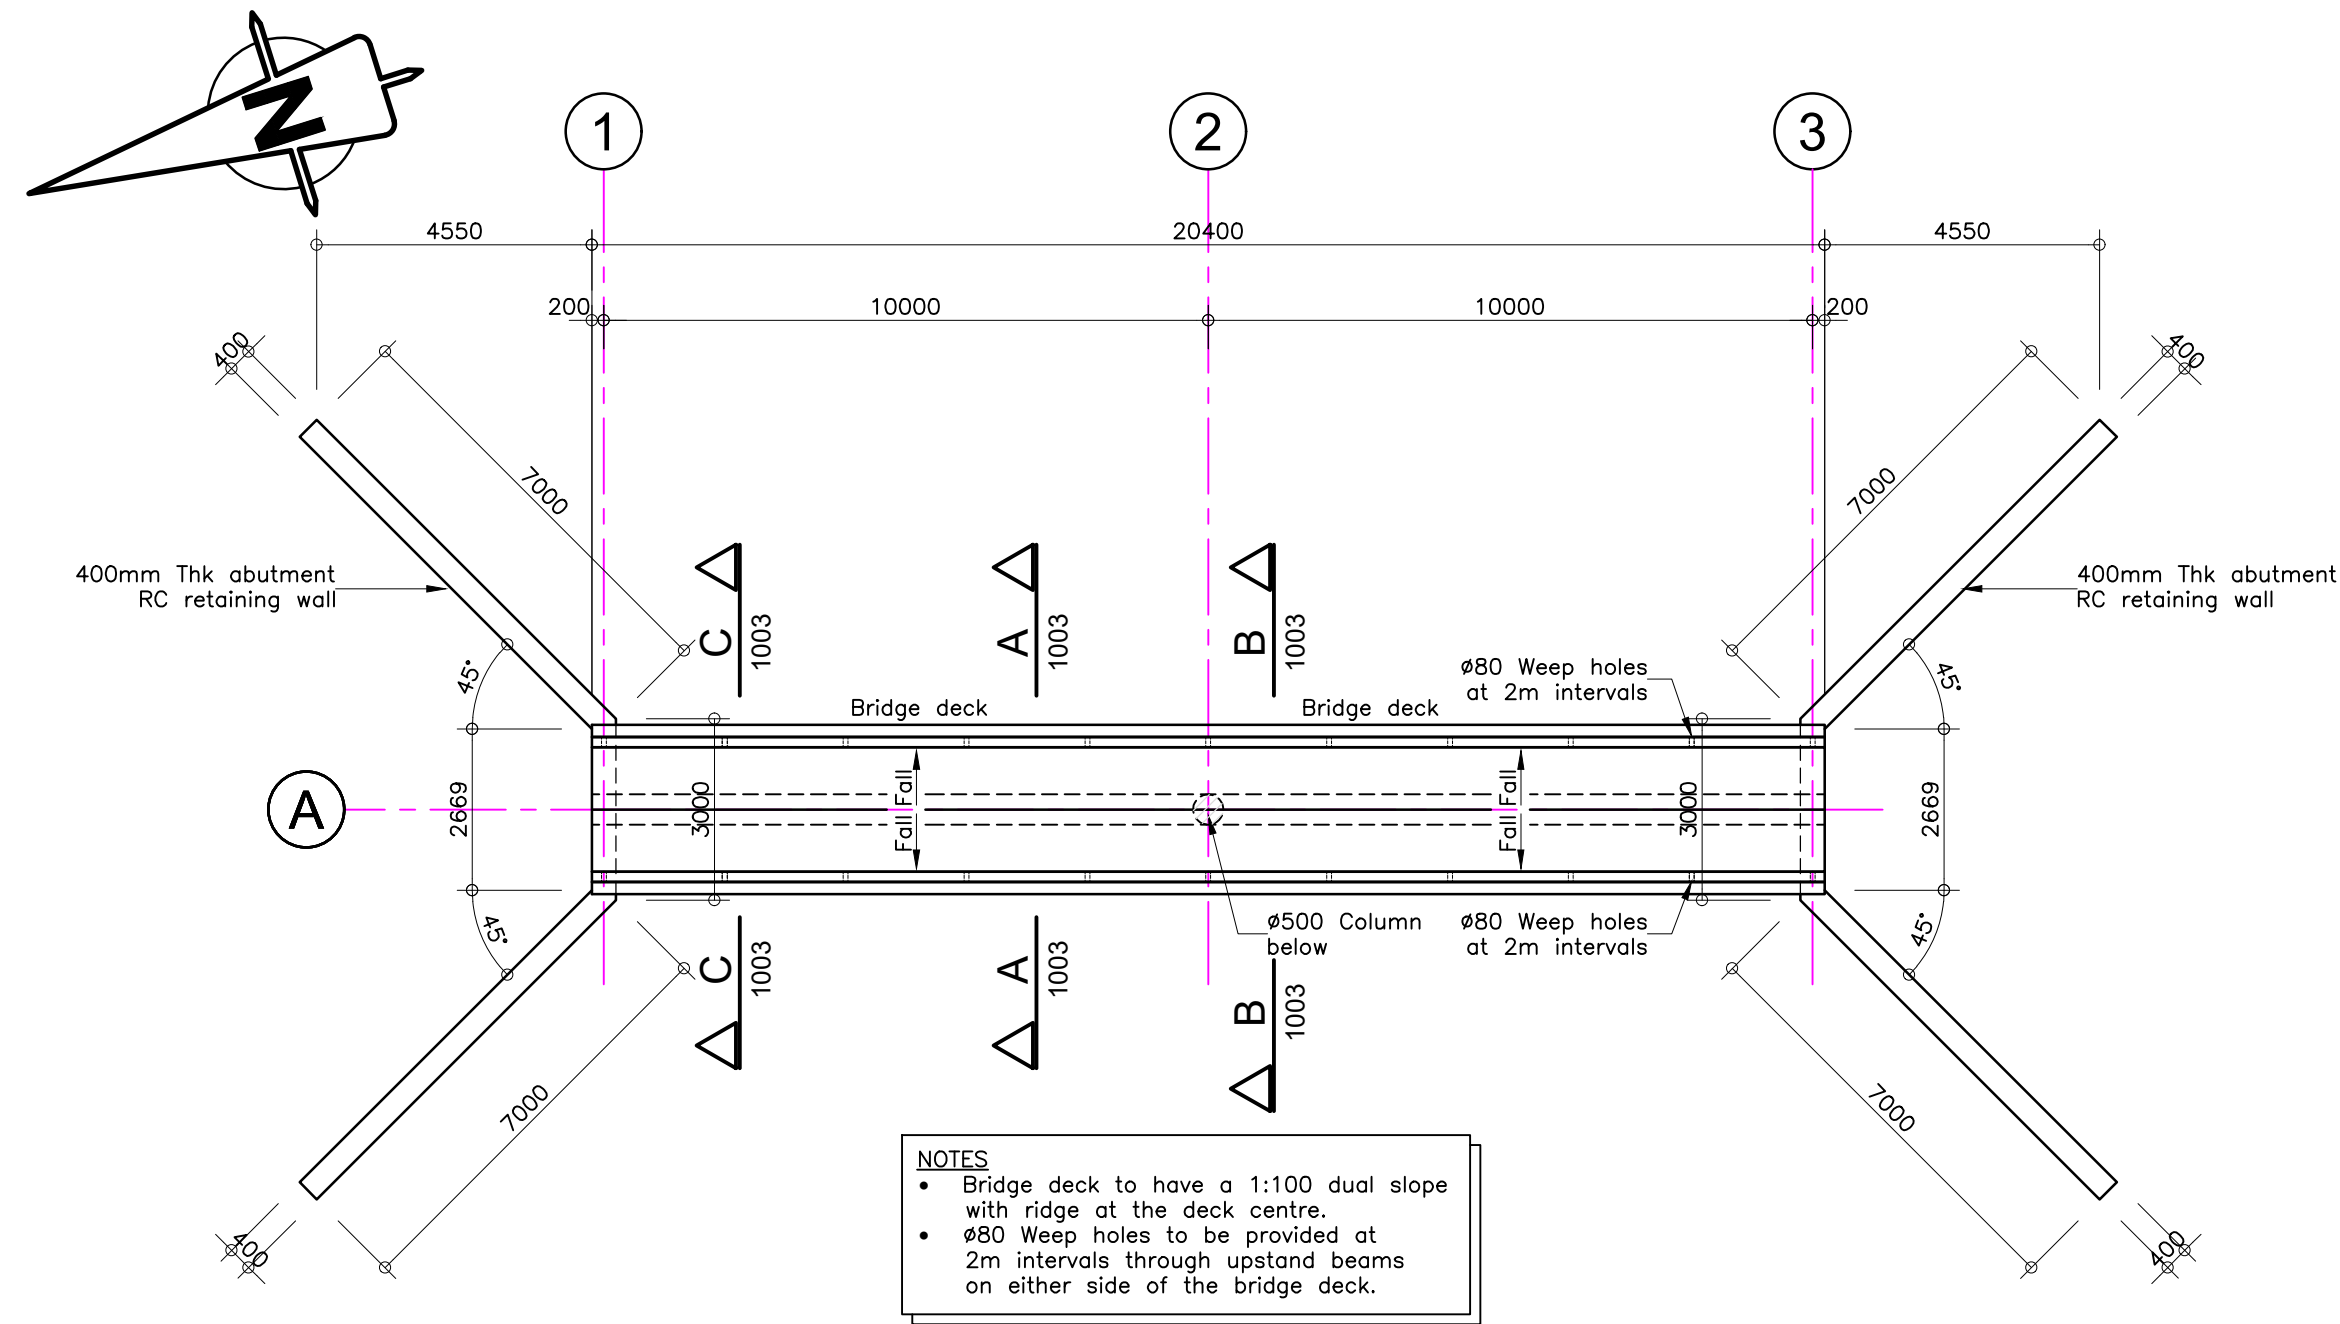 N
1
2
3
4550
20400
4550
200
10000
10000
200
400
400
7000
7000
400mm Thk abutment
RC retaining wall
400mm Thk abutment
RC retaining wall
C
1003
A
1003
B
1003
45°
45°
Ø80 Weep holes
at 2m intervals
Bridge deck
Bridge deck
A
2669
3000
Fall
Fall
Fall
Fall
3000
2669
45°
45°
Ø500 Column
below
Ø80 Weep holes
at 2m intervals
C
1003
A
1003
B
1003
7000
7000
400
400
NOTES
• Bridge deck to have a 1:100 dual slope
with ridge at the deck centre.
• Ø80 Weep holes to be provided at
2m intervals through upstand beams
on either side of the bridge deck.